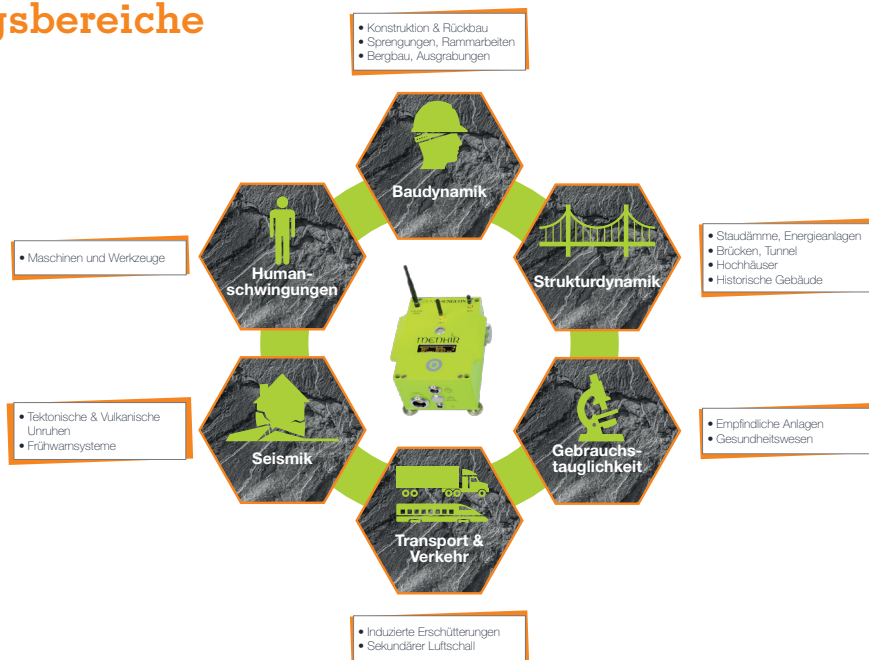 gsbereiche
• Konstruktion & Rückbau
• Sprengungen, Rammarbeiten
• Bergbau, Ausgrabungen
Baudynamik
• Staudämme, Energieanlagen
• Brücken, Tunnel
• Hochhäuser
• Historische Gebäude
Strukturdynamik
• Maschinen und Werkzeuge
Human-
schwingungen
MENHIR
• Tektonische & Vulkanische
Unruhen
• Frühwarnsysteme
Seismik
• Empfindliche Anlagen
• Gesundheitswesen
Gebrauchs-
tauglichkeit
Transport &
Verkehr
• Induzierte Erschütterungen
• Sekundärer Luftschall